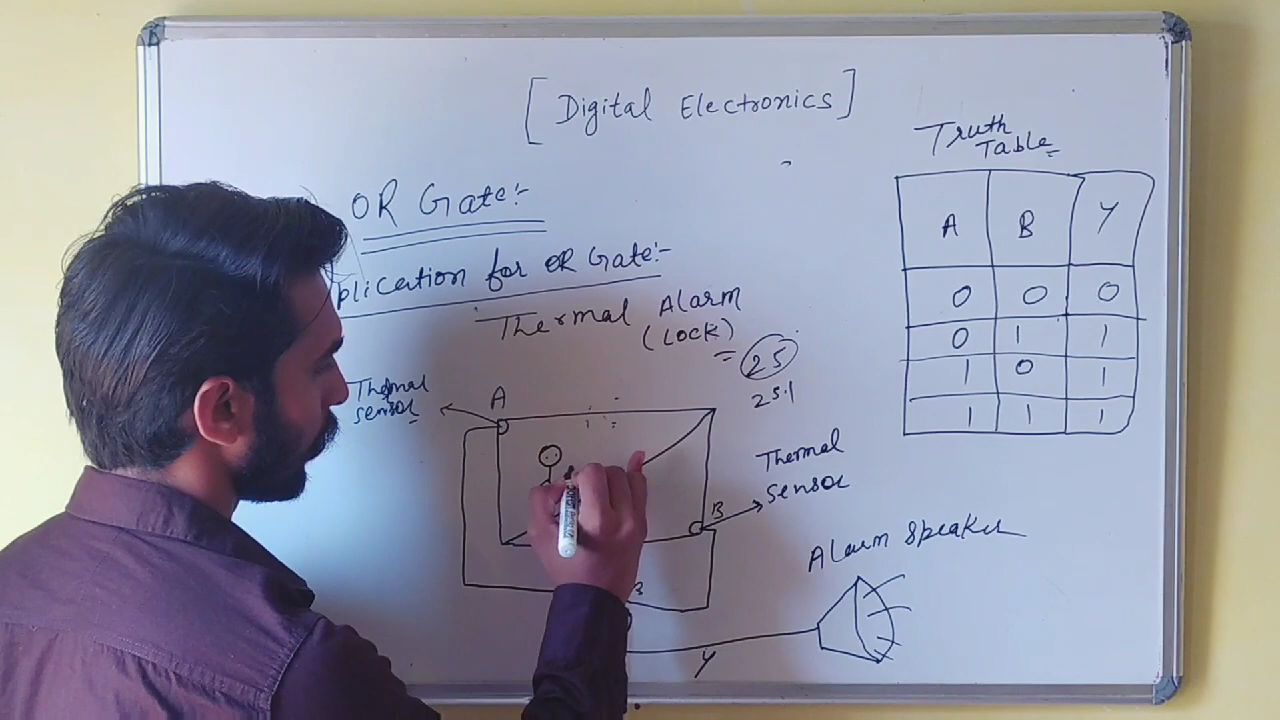 [Digital Electronics]
OR Gate:-
plication for OR Gate:-
Thermal Alarm
(LOCK)
= 25
25.1
Thermal
sensor
A
Thermal
sensor
B
B
Alarm Speaker
Y
Truth
Table
A B Y
0 0 0
0 1 1
1 0 1
1 1 1